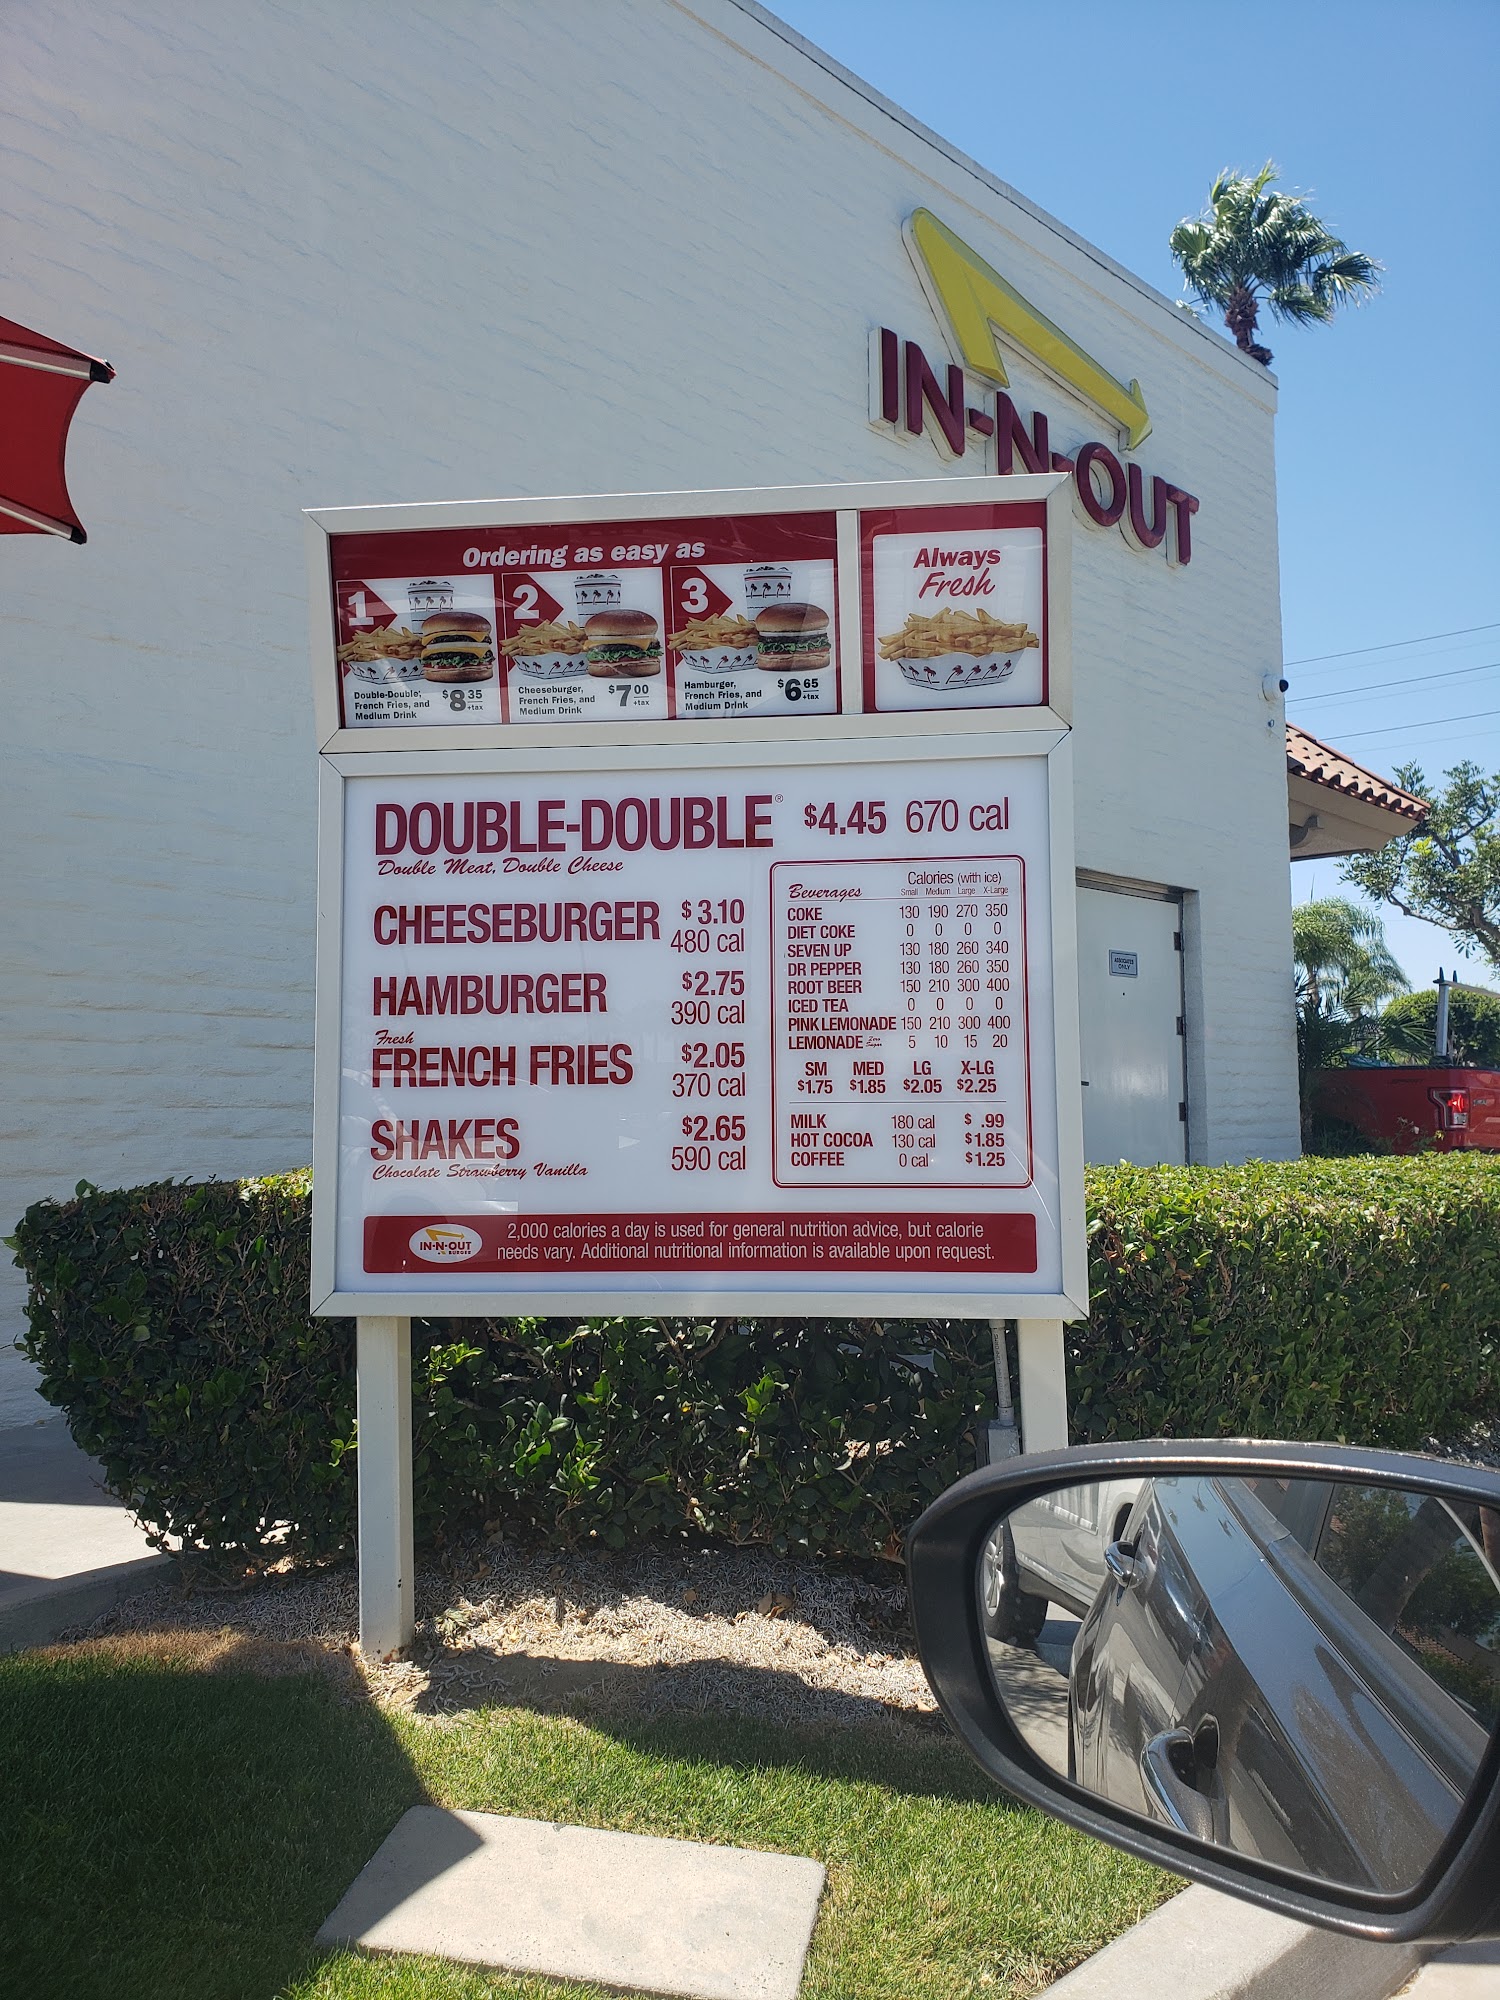 IN-N-OUT
Ordering as easy as
1
Double-Double,
French Fries, and
Medium Drink
$8 35
+tax
2
Cheeseburger,
French Fries, and
Medium Drink
$7 00
+tax
3
Hamburger,
French Fries, and
Medium Drink
$6 65
+tax
Always
Fresh
DOUBLE-DOUBLE® $4.45 670 cal
Double Meat, Double Cheese
CHEESEBURGER $3.10
480 cal
HAMBURGER $2.75
390 cal
Fresh
FRENCH FRIES $2.05
370 cal
SHAKES $2.65
590 cal
Chocolate Strawberry Vanilla
Beverages Calories (with ice)
Small Medium Large X-Large
COKE 130 190 270 350
DIET COKE 0 0 0 0
SEVEN UP 130 180 260 340
DR PEPPER 130 180 260 350
ROOT BEER 150 210 300 400
ICED TEA 0 0 0 0
PINK LEMONADE 150 210 300 400
LEMONADE Zero Sugar 5 10 15 20
SM MED LG X-LG
$1.75 $1.85 $2.05 $2.25
MILK 180 cal $ .99
HOT COCOA 130 cal $1.85
COFFEE 0 cal $1.25
IN-N-OUT
BURGER
2,000 calories a day is used for general nutrition advice, but calorie
needs vary. Additional nutritional information is available upon request.
ASSOCIATES
ONLY